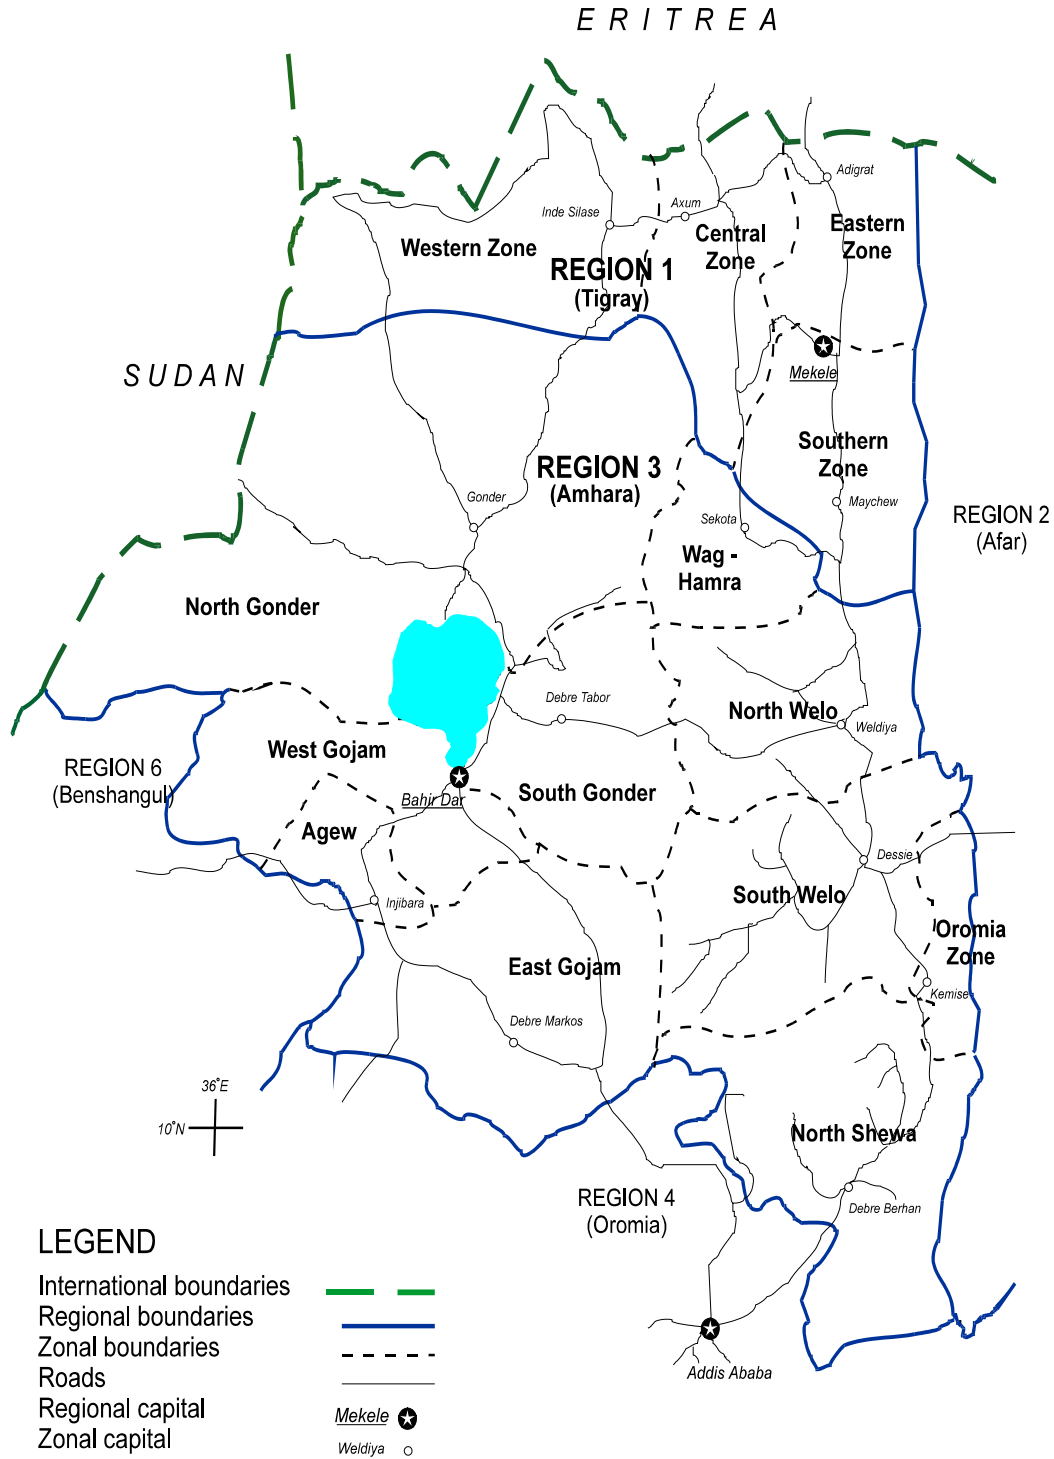 ERITREA
Adigrat
Axum
Inde Silase
Eastern
Zone
Central
Zone
Western Zone
REGION 1
(Tigray)
SUDAN
Mekele
Southern
Zone
REGION 3
(Amhara)
Gonder
Maychew
Sekota
REGION 2
(Afar)
Wag -
Hamra
North Gonder
Debre Tabor
North Welo
Weldiya
West Gojam
REGION 6
(Benshangul)
Bahir Dar
South Gonder
Agew
Dessie
South Welo
Injibara
Oromia
Zone
East Gojam
Kemise
Debre Markos
36°E
10°N
North Shewa
REGION 4
(Oromia)
Debre Berhan
Addis Ababa
LEGEND
International boundaries
Regional boundaries
Zonal boundaries
Roads
Regional capital Mekele
Zonal capital Weldiya